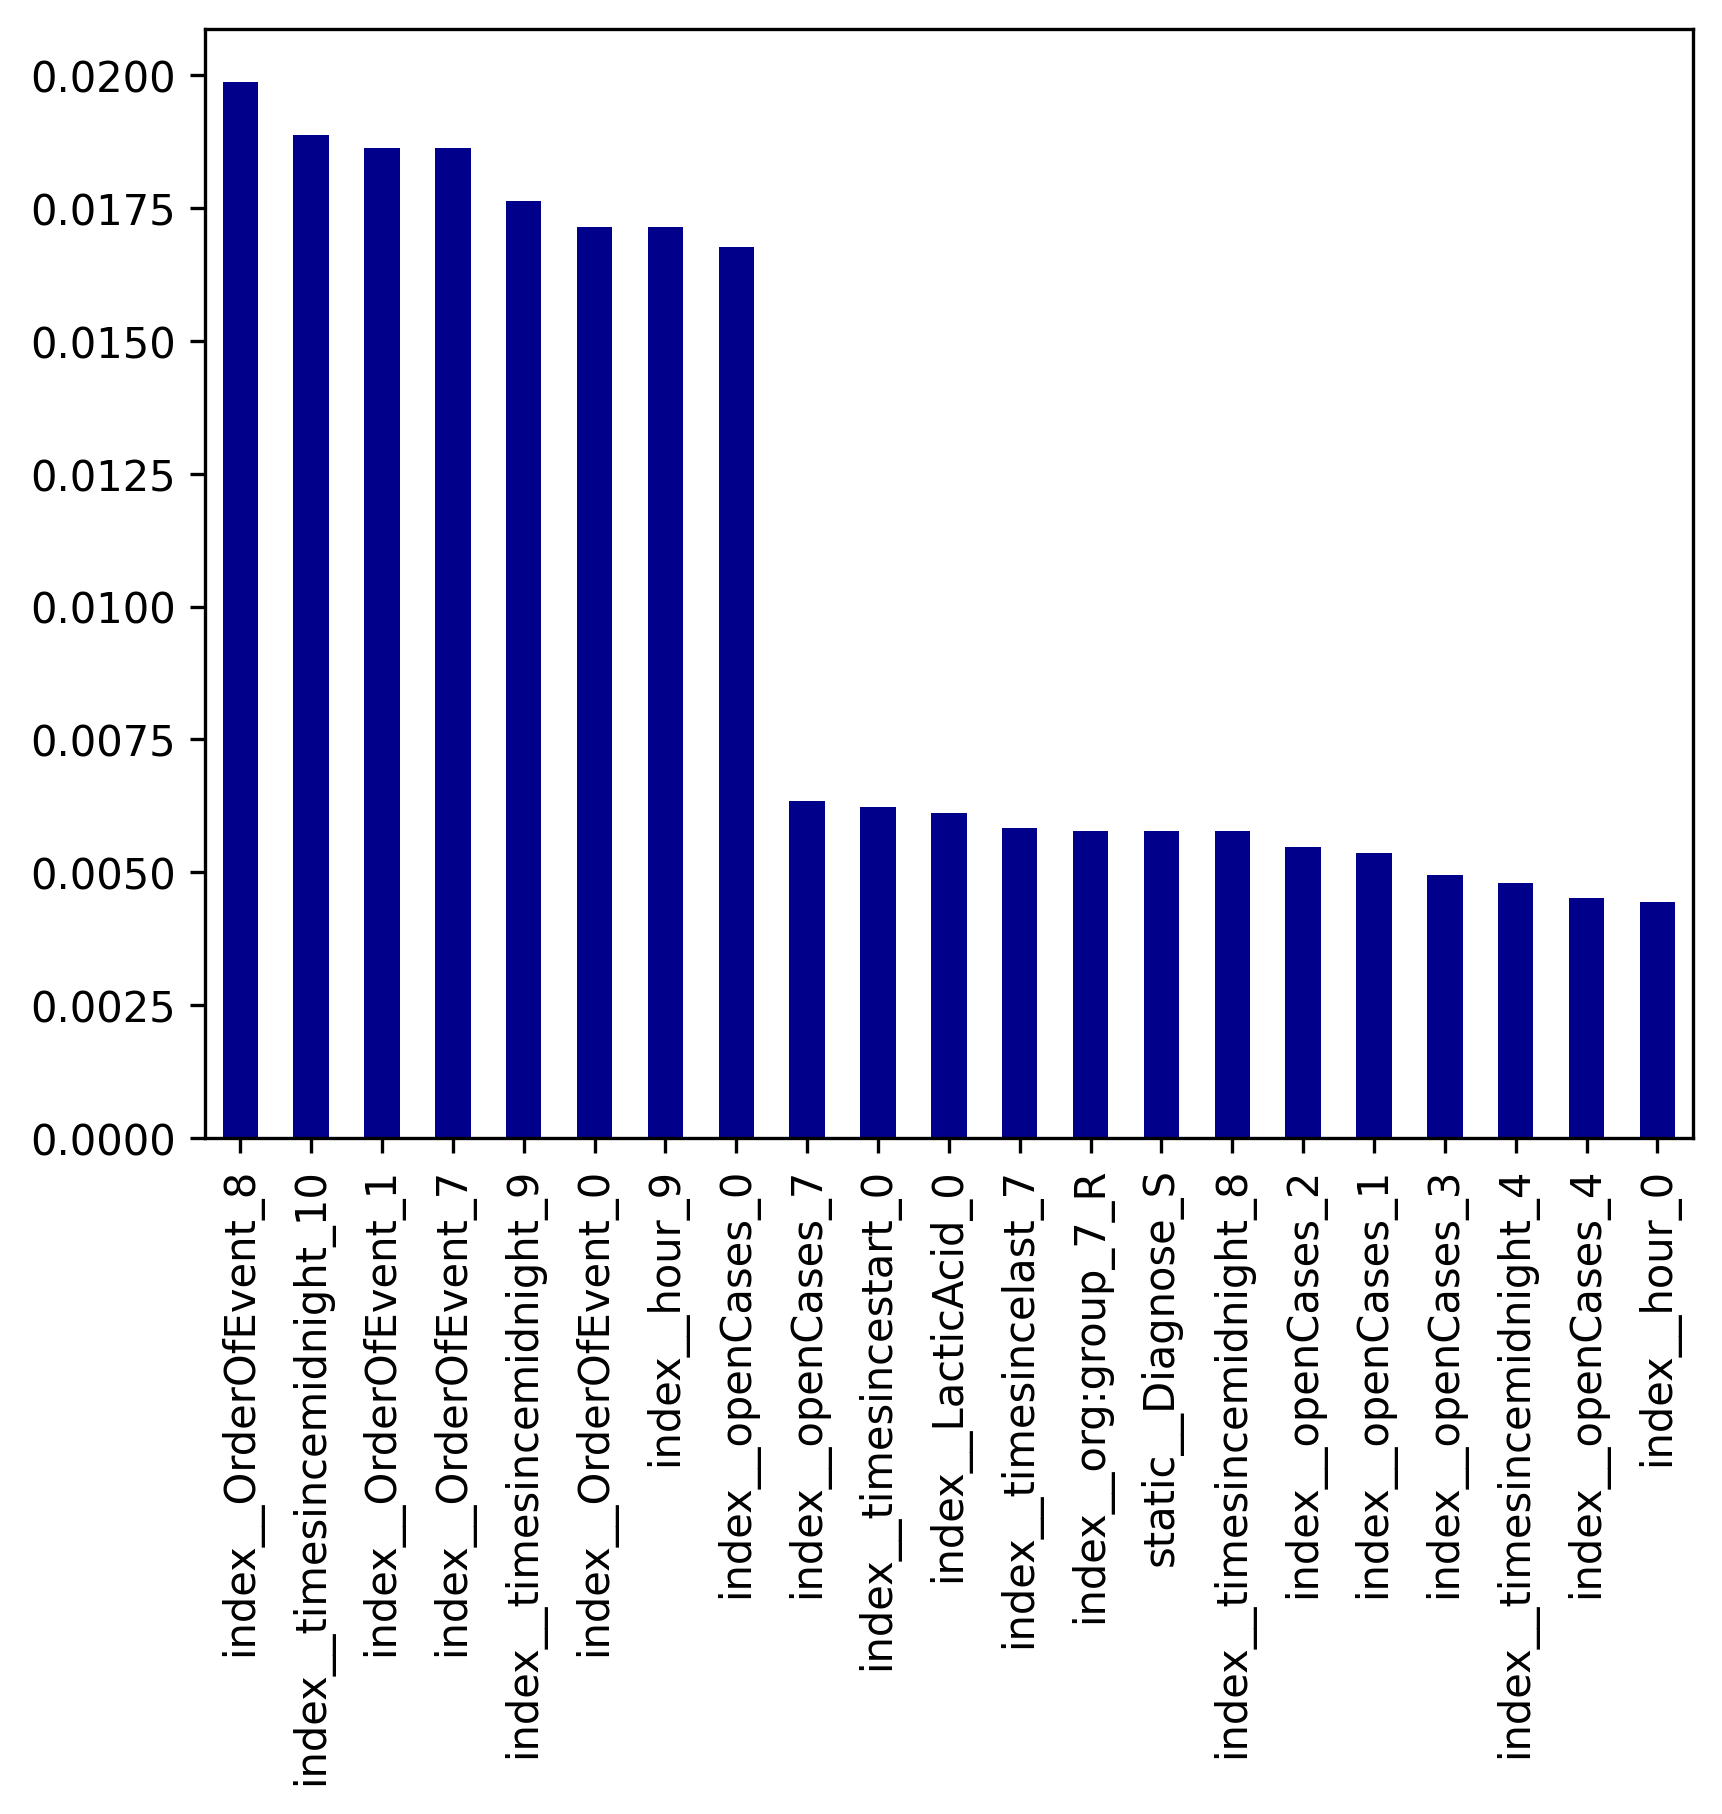 0.0200
0.0175
0.0150
0.0125
0.0100
0.0075
0.0050
0.0025
0.0000
index__OrderOfEvent_8
index__timesincemidnight_10
index__OrderOfEvent_1
index__OrderOfEvent_7
index__timesincemidnight_9
index__OrderOfEvent_0
index__hour_9
index__openCases_0
index__openCases_7
index__timesincestart_0
index__LacticAcid_0
index__timesincelast_7
index__org:group_7_R
static__Diagnose_S
index__timesincemidnight_8
index__openCases_2
index__openCases_1
index__openCases_3
index__timesincemidnight_4
index__openCases_4
index__hour_0